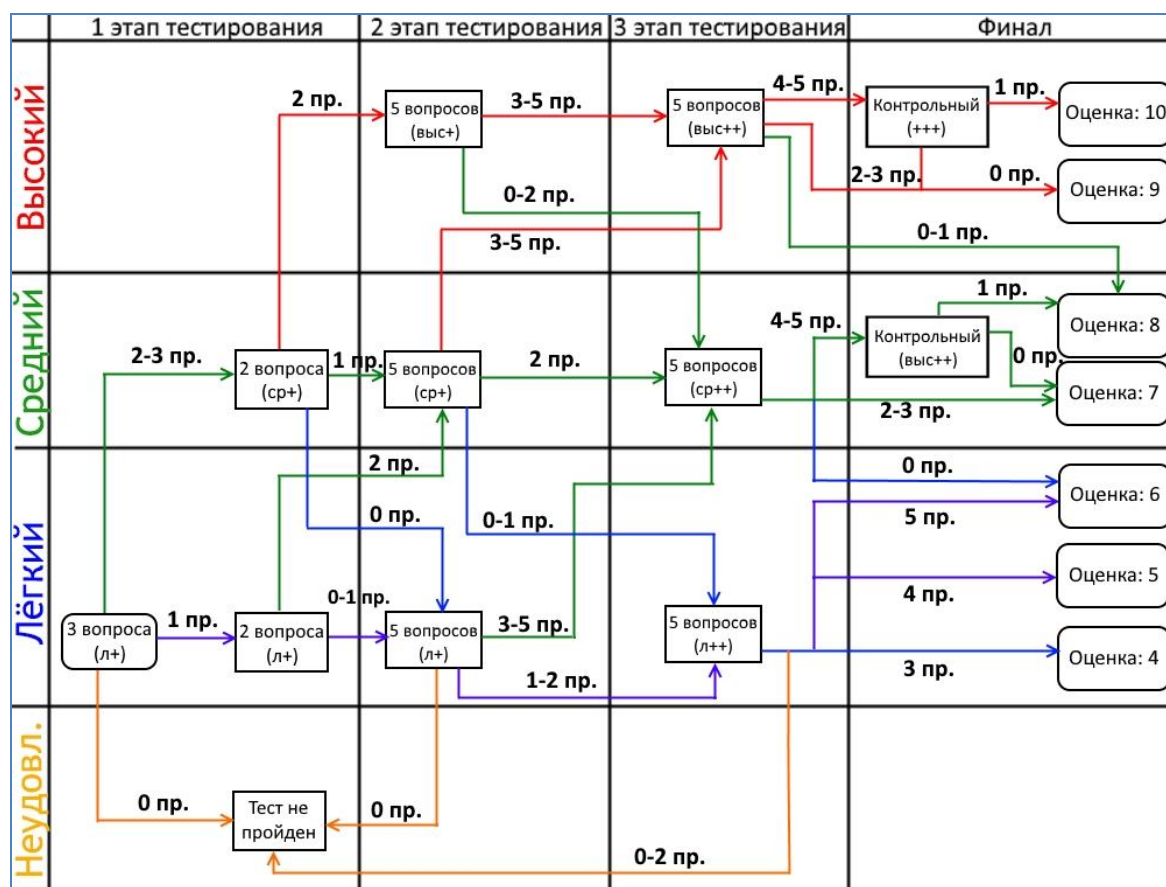 1 этап тестирования
2 этап тестирования
3 этап тестирования
Финал
Высокий
2 пр.
5 вопросов
(выс+)
3-5 пр.
0-2 пр.
3-5 пр.
5 вопросов
(выс++)
4-5 пр.
Контрольный
(+++)
1 пр.
Оценка: 10
2-3 пр.
0 пр.
Оценка: 9
0-1 пр.
Средний
2-3 пр.
2 вопроса
(ср+)
1 пр.
5 вопросов
(ср+)
2 пр.
5 вопросов
(ср++)
4-5 пр.
Контрольный
(выс++)
1 пр.
Оценка: 8
0 пр.
Оценка: 7
2-3 пр.
Лёгкий
2 пр.
0 пр.
0-1 пр.
0 пр.
Оценка: 6
5 пр.
Оценка: 5
4 пр.
3 вопроса
(л+)
1 пр.
2 вопроса
(л+)
0-1 пр.
5 вопросов
(л+)
3-5 пр.
1-2 пр.
5 вопросов
(л++)
3 пр.
Оценка: 4
Неудовл.
0 пр.
Тест не
пройден
0 пр.
0-2 пр.